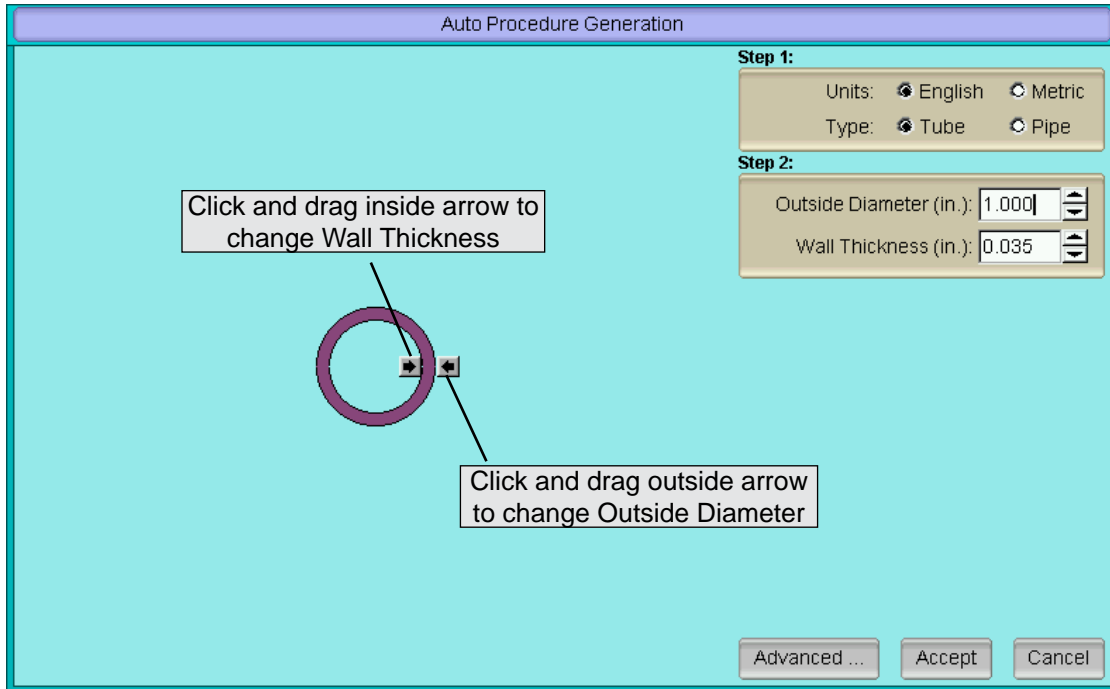 Auto Procedure Generation
Step 1:
Units: English Metric
Type: Tube Pipe
Step 2:
Outside Diameter (in.): 1.000
Wall Thickness (in.): 0.035
Click and drag inside arrow to
change Wall Thickness
Click and drag outside arrow
to change Outside Diameter
Advanced ... Accept Cancel